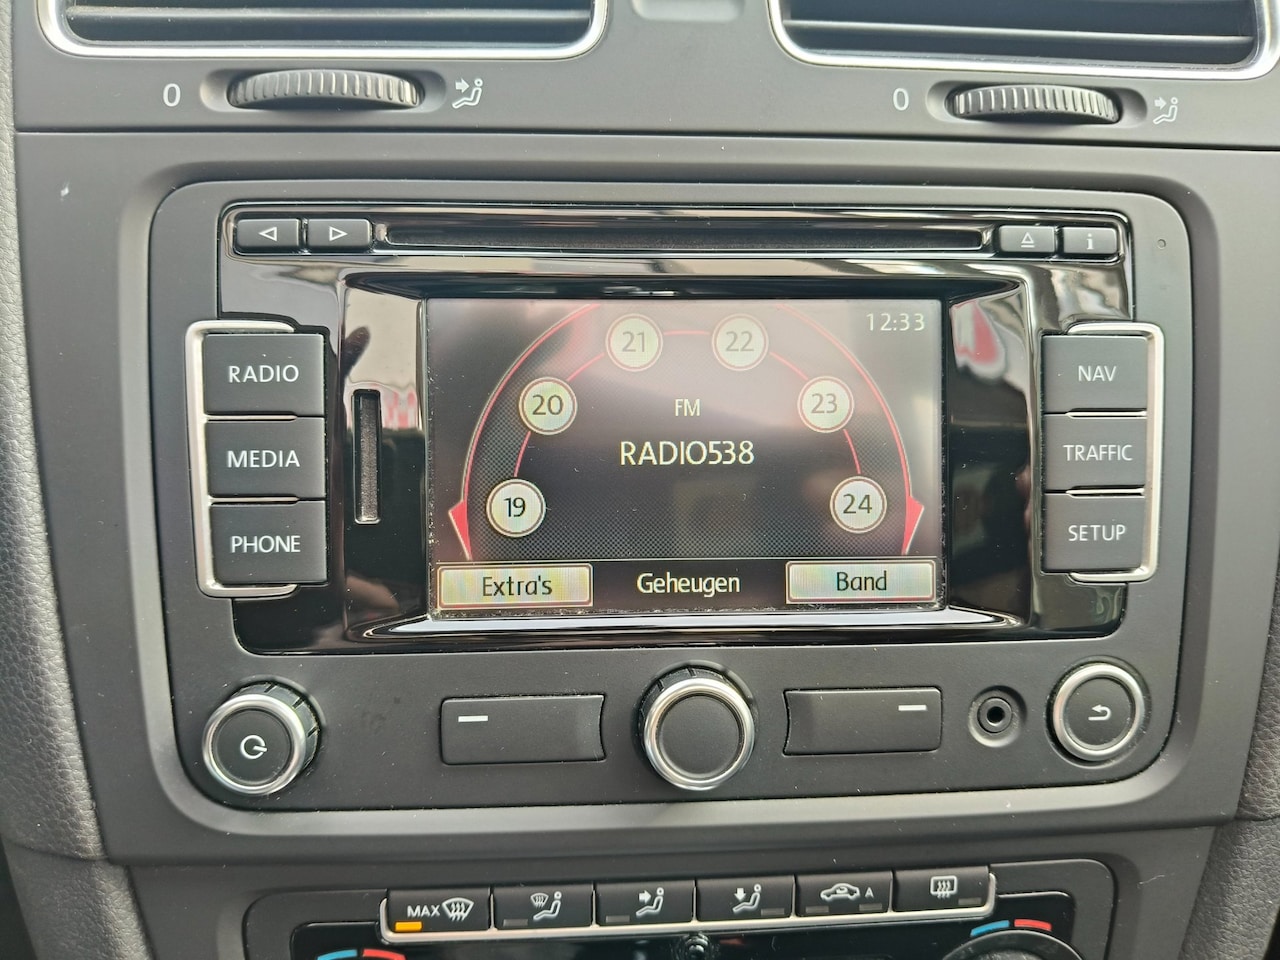 0
0
i
RADIO
MEDIA
PHONE
12:33
21
22
20
23
FM
RADIO538
19
24
Extra's
Geheugen
Band
NAV
TRAFFIC
SETUP
MAX
A